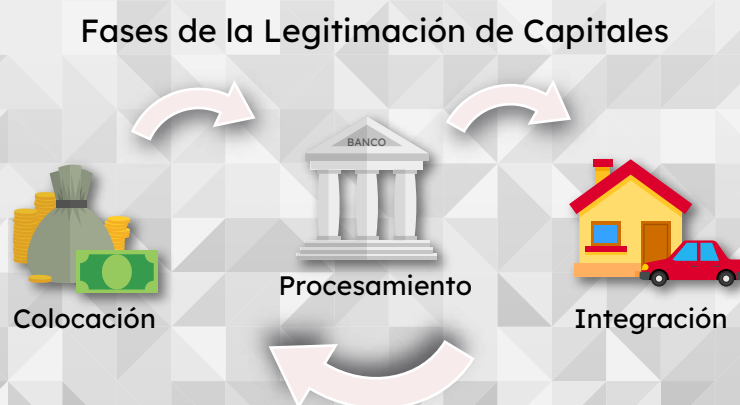 Fases de la Legitimación de Capitales
BANCO
Procesamiento
Colocación
Integración